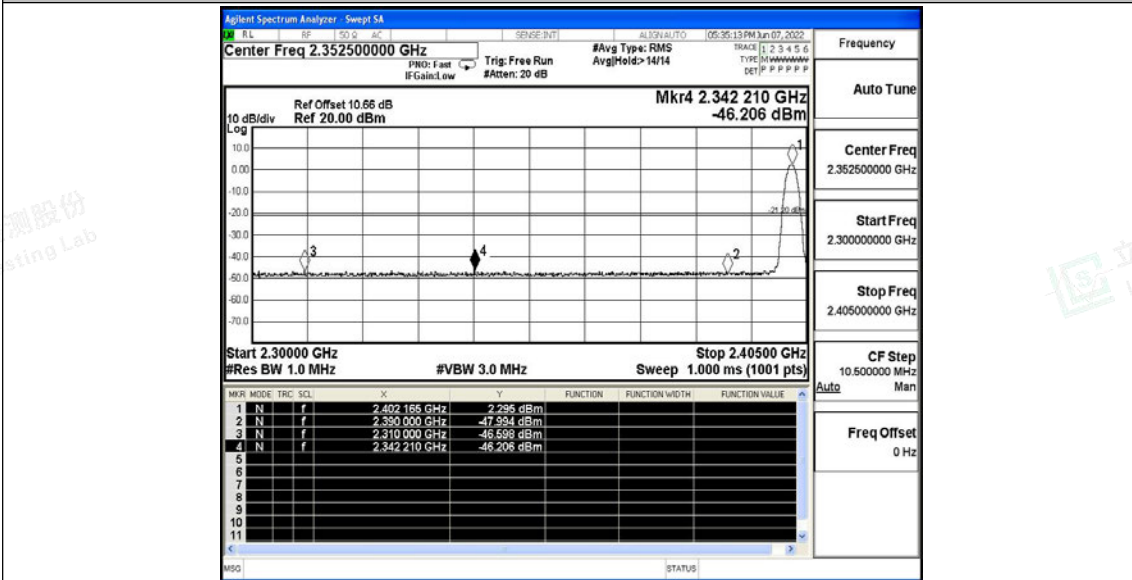 Agilent Spectrum Analyzer - Swept SA
RL RF 50 Ω AC SENSE:INT ALIGN AUTO 05:35:13 PM Jun 07, 2022
Center Freq 2.352500000 GHz
PNO: Fast
IFGain:Low
Trig: Free Run
#Atten: 20 dB
#Avg Type: RMS
Avg|Hold:> 14/14
TRACE 1 2 3 4 5 6
TYPE M
DET P P P P P P
Frequency
Ref Offset 10.66 dB
10 dB/div Ref 20.00 dBm
Log
Mkr4 2.342 210 GHz
-46.206 dBm
10.0
0.00
-10.0
-20.0
-30.0
-40.0
-50.0
-60.0
-70.0
1
-21.20 dBm
3
4
2
Start 2.30000 GHz Stop 2.40500 GHz
#Res BW 1.0 MHz #VBW 3.0 MHz Sweep 1.000 ms (1001 pts)
MKR MODE TRC SCL X Y FUNCTION FUNCTION WIDTH FUNCTION VALUE
1 N f 2.402 165 GHz 2.295 dBm
2 N f 2.390 000 GHz -47.994 dBm
3 N f 2.310 000 GHz -46.598 dBm
4 N f 2.342 210 GHz -46.206 dBm
5
6
7
8
9
10
11
MSG STATUS
Auto Tune
Center Freq
2.352500000 GHz
Start Freq
2.300000000 GHz
Stop Freq
2.405000000 GHz
CF Step
10.500000 MHz
Auto Man
Freq Offset
0 Hz
测股份
sting Lab
立